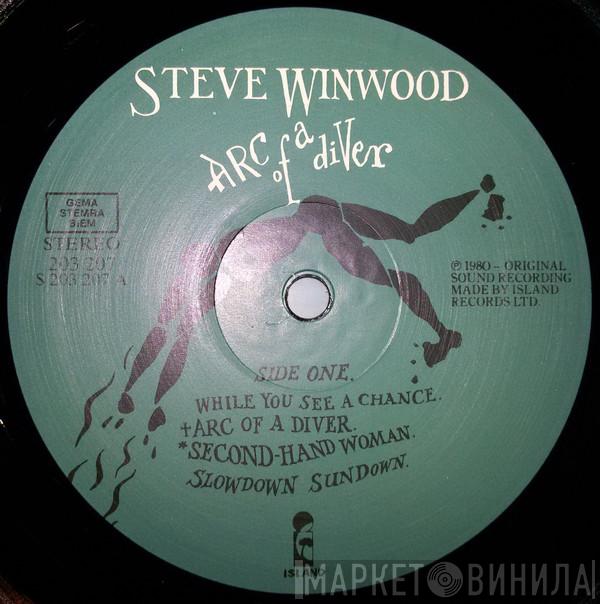 STEVE WINWOOD
ARC of a diVer
GEMA
STEMRA
BIEM
STEREO
203 207
S 203 207 A
℗ 1980 – ORIGINAL
SOUND RECORDING
MADE BY ISLAND
RECORDS LTD.
SIDE ONE.
WHILE YOU SEE A CHANCE.
†ARC OF A DIVER.
*SECOND-HAND WOMAN.
SLOWDOWN SUNDOWN.
ISLAND
МАРКЕТ ВИНИЛА